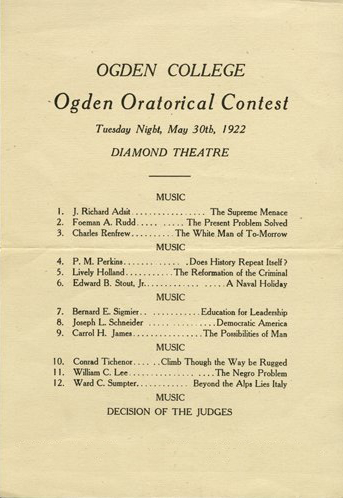 OGDEN COLLEGE
Ogden Oratorical Contest
Tuesday Night, May 30th, 1922
DIAMOND THEATRE
MUSIC
1. J. Richard Adsit . . . . . . . . . . . . . . . The Supreme Menace
2. Foeman A. Rudd. . . . . . . . . . The Present Problem Solved
3. Charles Renfrew. . . . . . . . . . The White Man of To-Morrow
MUSIC
4. P. M. Perkins. . . . . . . . . . . .Does History Repeat Itself?
5. Lively Holland. . . . . . . . . . .The Reformation of the Criminal
6. Edward B. Stout, Jr. . . . . . . . . . . . . . . A Naval Holiday
MUSIC
7. Bernard E. Sigmier. . . . . . . . . . . . .Education for Leadership
8. Joseph L. Schneider . . . . . . . . . . . . . .Democratic America
9. Carrol H. James. . . . . . . . . . . . . The Possibilities of Man
MUSIC
10. Conrad Tichenor. . . . . .Climb Though the Way be Rugged
11. William C. Lee. . . . . . . . . . . . . . . . . .The Negro Problem
12. Ward C. Sumpter. . . . . . . . . . . Beyond the Alps Lies Italy
MUSIC
DECISION OF THE JUDGES